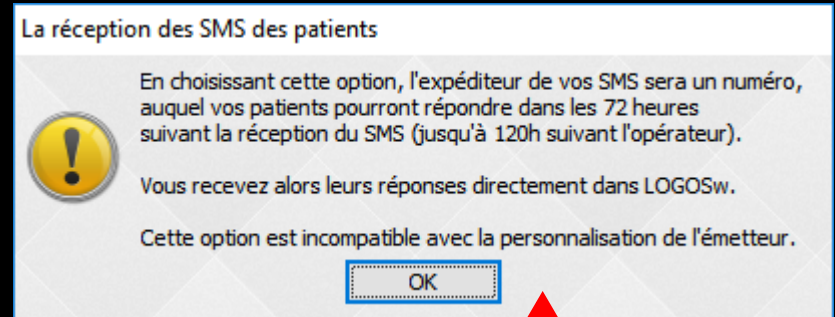 La réception des SMS des patients
En choisissant cette option, l'expéditeur de vos SMS sera un numéro,
auquel vos patients pourront répondre dans les 72 heures
suivant la réception du SMS (jusqu'à 120h suivant l'opérateur).
Vous recevez alors leurs réponses directement dans LOGOSw.
Cette option est incompatible avec la personnalisation de l'émetteur.
OK